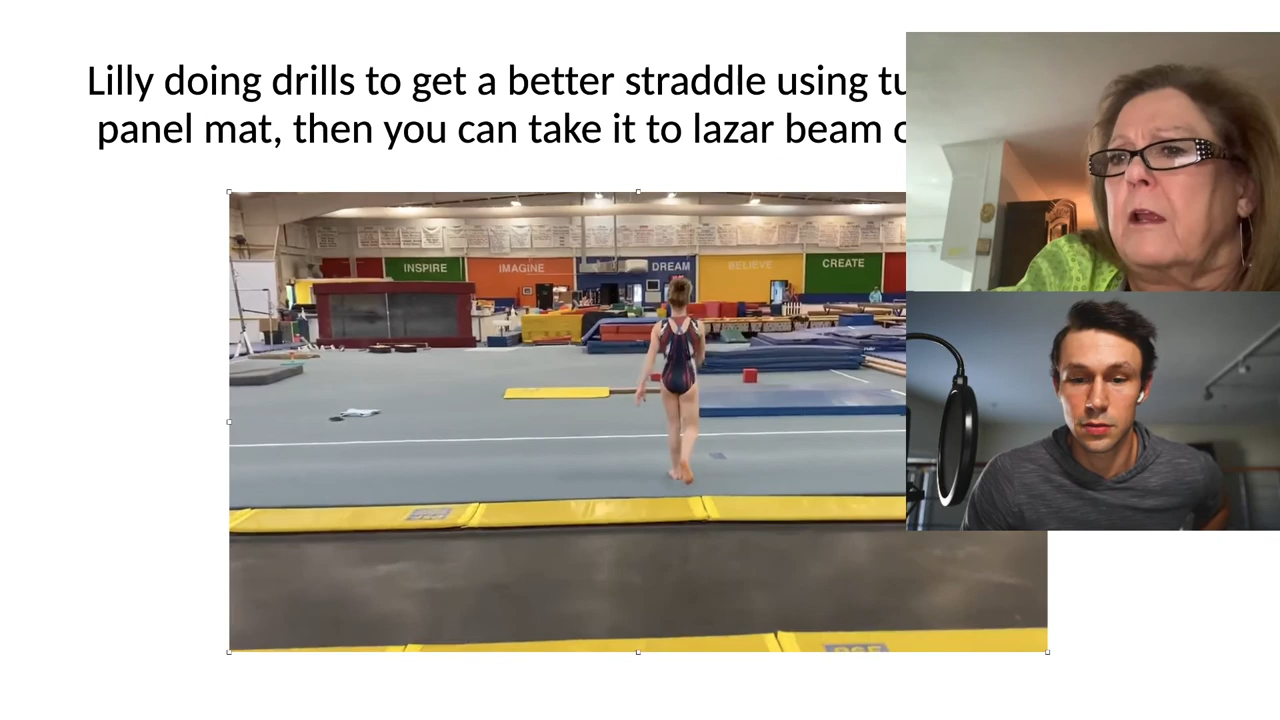 Lilly doing drills to get a better straddle using
panel mat, then you can take it to lazar beam
INSPIRE
IMAGINE
DREAM
BELIEVE
CREATE